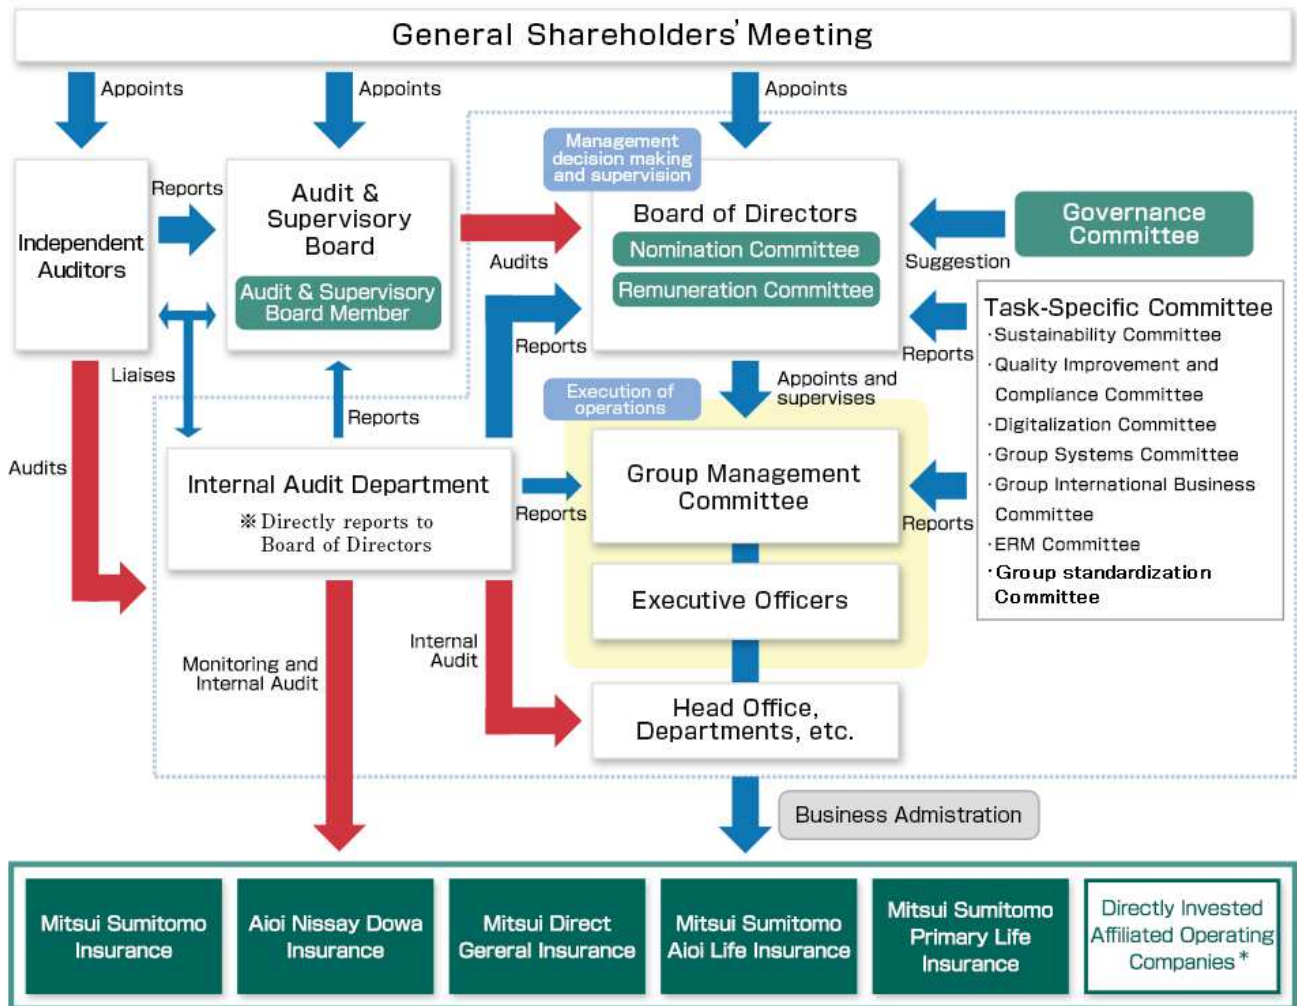 General Shareholders' Meeting
Appoints
Appoints
Appoints
Management
decision making
and supervision
Independent
Auditors
Reports
Audit &
Supervisory
Board
Audit & Supervisory
Board Member
Audits
Board of Directors
Nomination Committee
Remuneration Committee
Governance
Committee
Suggestion
Reports
Reports
Task-Specific Committee
·Sustainability Committee
·Quality Improvement and
Compliance Committee
·Digitalization Committee
·Group Systems Committee
·Group International Business
Committee
·ERM Committee
·Group standardization
Committee
Liaises
Reports
Execution of
operations
Appoints and
supervises
Audits
Internal Audit Department
※Directly reports to
Board of Directors
Reports
Group Management
Committee
Reports
Executive Officers
Monitoring and
Internal Audit
Internal
Audit
Head Office,
Departments, etc.
Business Admistration
Mitsui Sumitomo
Insurance
Aioi Nissay Dowa
Insurance
Mitsui Direct
Gereral Insurance
Mitsui Sumitomo
Aioi Life Insurance
Mitsui Sumitomo
Primary Life
Insurance
Directly Invested
Affiliated Operating
Companies*